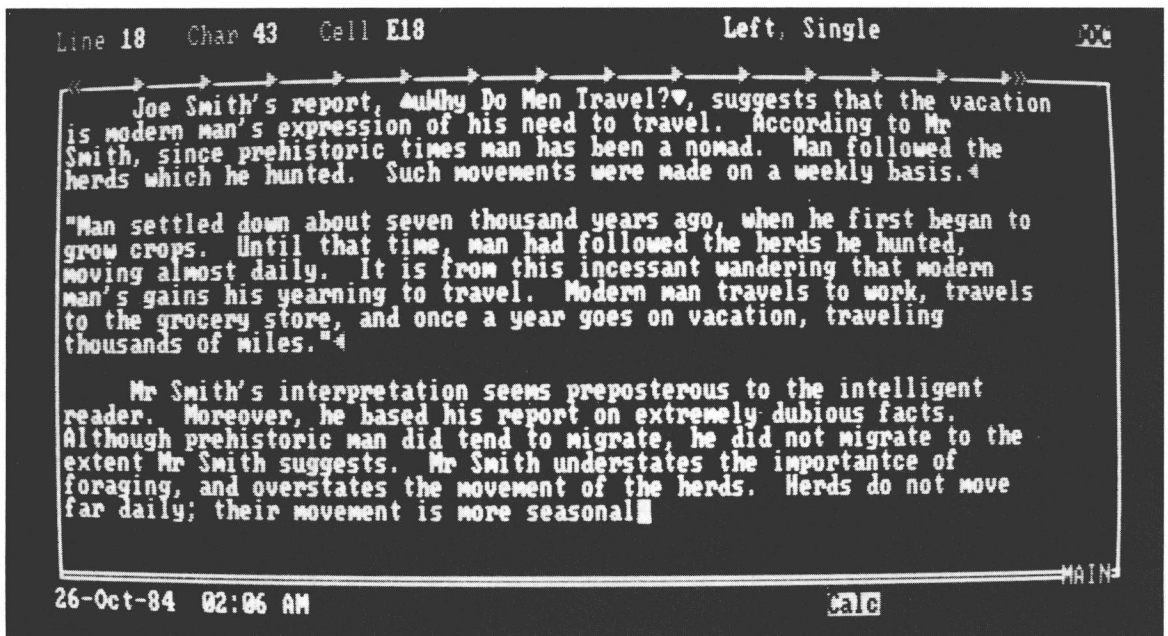 Line 18 Char 43 Cell E18 Left, Single DOC
Joe Smith's report, ▲uWhy Do Men Travel?▼, suggests that the vacation
is modern man's expression of his need to travel. According to Mr
Smith, since prehistoric times man has been a nomad. Man followed the
herds which he hunted. Such movements were made on a weekly basis.◄
"Man settled down about seven thousand years ago, when he first began to
grow crops. Until that time, man had followed the herds he hunted,
moving almost daily. It is from this incessant wandering that modern
man's gains his yearning to travel. Modern man travels to work, travels
to the grocery store, and once a year goes on vacation, traveling
thousands of miles."◄
Mr Smith's interpretation seems preposterous to the intelligent
reader. Moreover, he based his report on extremely dubious facts.
Although prehistoric man did tend to migrate, he did not migrate to the
extent Mr Smith suggests. Mr Smith understates the importantce of
foraging, and overstates the movement of the herds. Herds do not move
far daily; their movement is more seasonal
MAIN
26-Oct-84 02:06 AM Calc